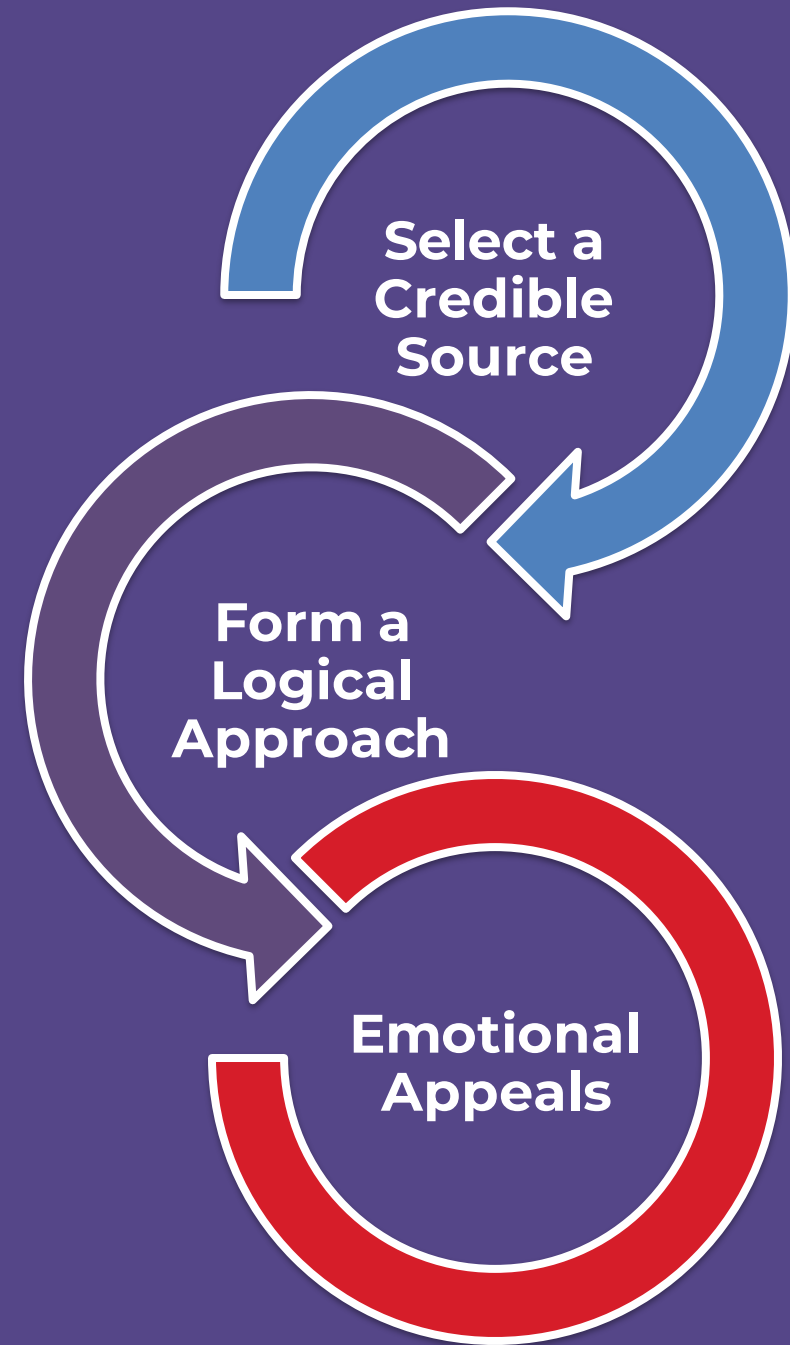 Select a
Credible
Source
Form a
Logical
Approach
Emotional
Appeals